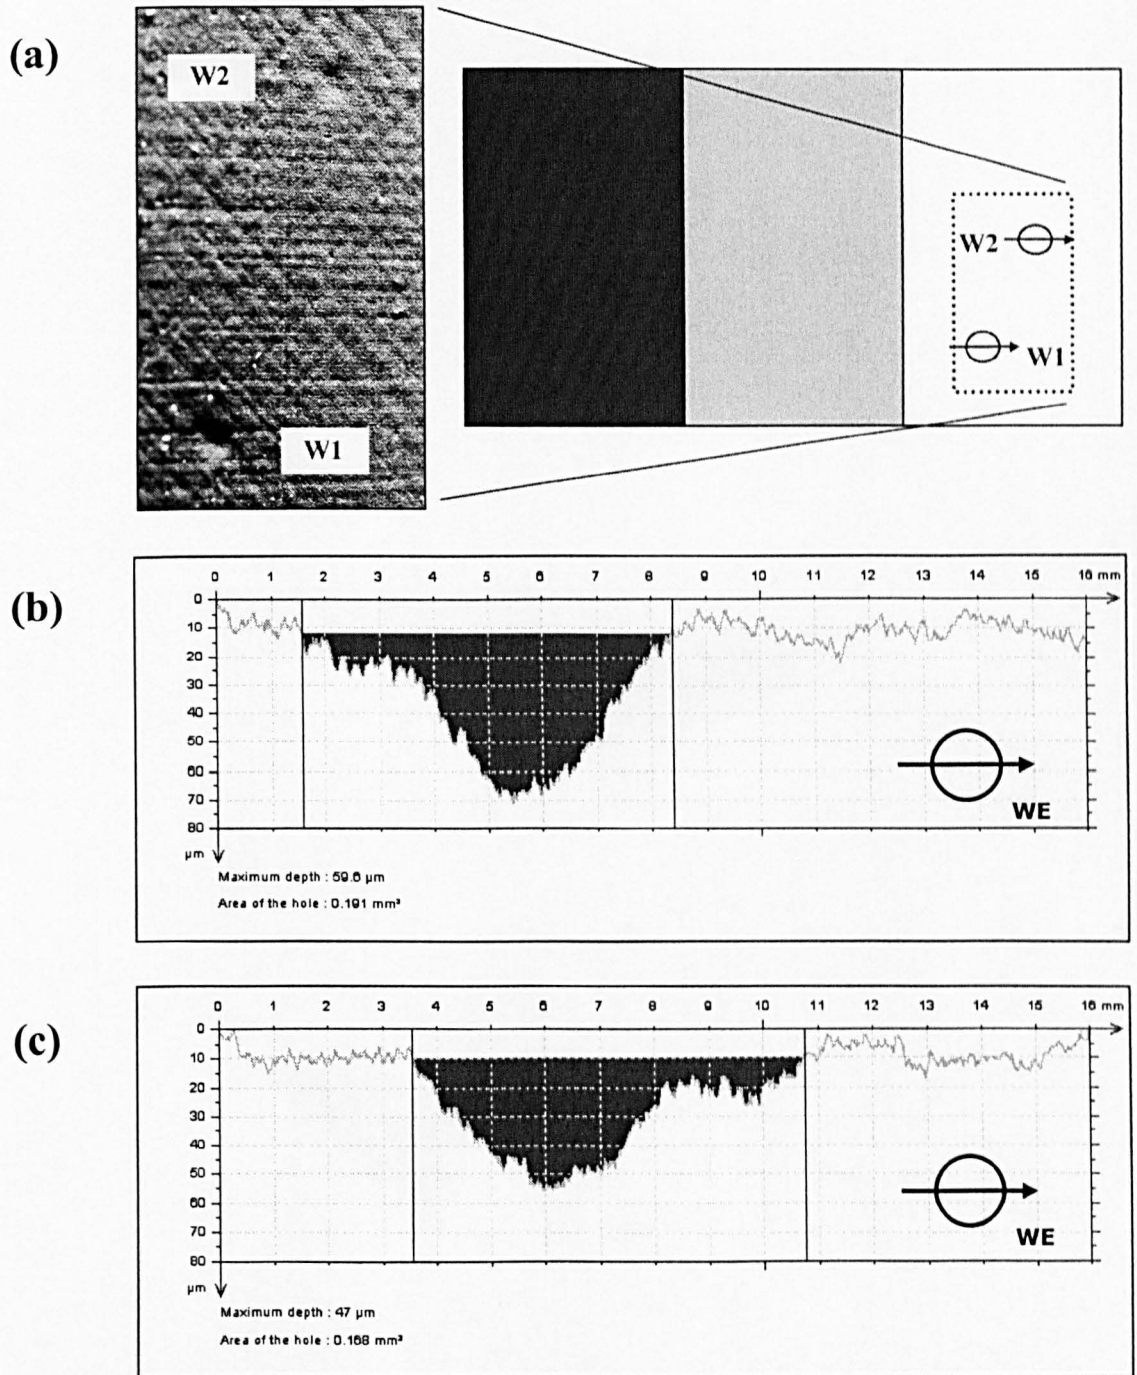 (a)
W2
W1
W2
W1
(b)
0 1 2 3 4 5 6 7 8 9 10 11 12 13 14 15 16 mm
0
10
20
30
40
50
60
70
80
µm
WE
Maximum depth : 59.6 µm
Area of the hole : 0.191 mm²
(c)
0 1 2 3 4 5 6 7 8 9 10 11 12 13 14 15 16 mm
0
10
20
30
40
50
60
70
80
µm
WE
Maximum depth : 47 µm
Area of the hole : 0.168 mm²